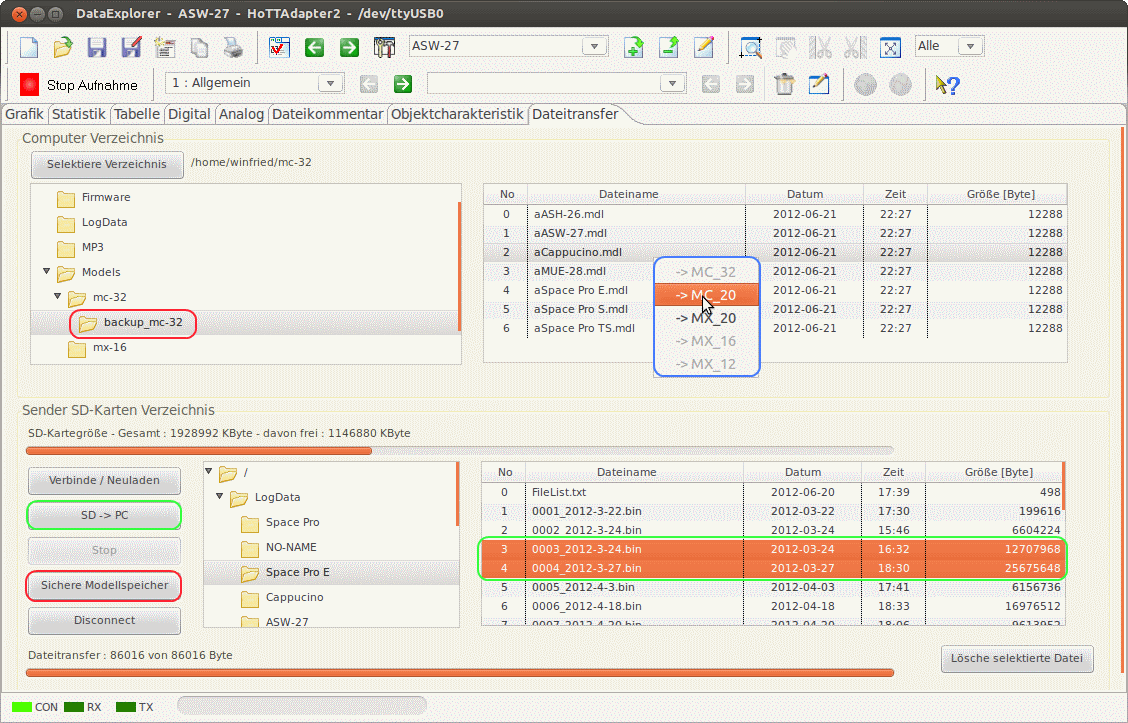 DataExplorer - ASW-27 - HoTTAdapter2 - /dev/ttyUSB0
ASW-27
Alle
Stop Aufnahme
1 : Allgemein
Grafik Statistik Tabelle Digital Analog Dateikommentar Objektcharakteristik Dateitransfer
Computer Verzeichnis
Selektiere Verzeichnis /home/winfried/mc-32
Firmware
LogData
MP3
Models
mc-32
backup_mc-32
mx-16
No Dateiname Datum Zeit Größe [Byte]
0 aASH-26.mdl 2012-06-21 22:27 12288
1 aASW-27.mdl 2012-06-21 22:27 12288
2 aCappucino.mdl 2012-06-21 22:27 12288
3 aMUE-28.mdl 2012-06-21 22:27 12288
4 aSpace Pro E.mdl 2012-06-21 22:27 12288
5 aSpace Pro S.mdl 2012-06-21 22:27 12288
6 aSpace Pro TS.mdl 2012-06-21 22:27 12288
-> MC_32
-> MC_20
-> MX_20
-> MX_16
-> MX_12
Sender SD-Karten Verzeichnis
SD-Kartegröße - Gesamt : 1928992 KByte - davon frei : 1146880 KByte
Verbinde / Neuladen
SD -> PC
Stop
Sichere Modellspeicher
Disconnect
/
LogData
Space Pro
NO-NAME
Space Pro E
Cappucino
ASW-27
No Dateiname Datum Zeit Größe [Byte]
0 FileList.txt 2012-06-20 17:39 498
1 0001_2012-3-22.bin 2012-03-22 17:30 199616
2 0002_2012-3-24.bin 2012-03-24 15:46 6604224
3 0003_2012-3-24.bin 2012-03-24 16:32 12707968
4 0004_2012-3-27.bin 2012-03-27 18:30 25675648
5 0005_2012-4-3.bin 2012-04-03 17:41 6156736
6 0006_2012-4-18.bin 2012-04-18 18:33 16976512
7 0007_2012-4-20.bin 2012-04-20 18:06 9613952
Dateitransfer : 86016 von 86016 Byte
Lösche selektierte Datei
CON RX TX